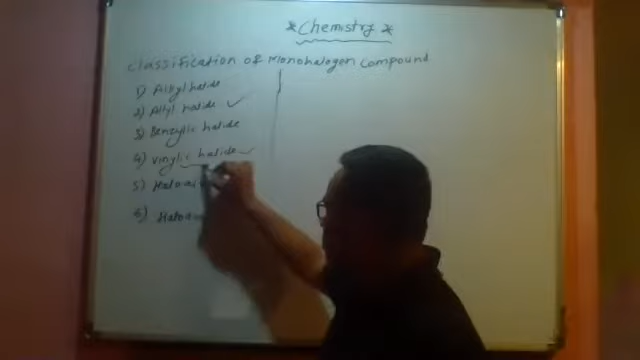 *Chemistry*
Classification of Monohalogen Compound
1) Alkyl halide
2) Allyl halide ✓
3) Benzylic halide
4) Vinylic halide ✓
5)
6)